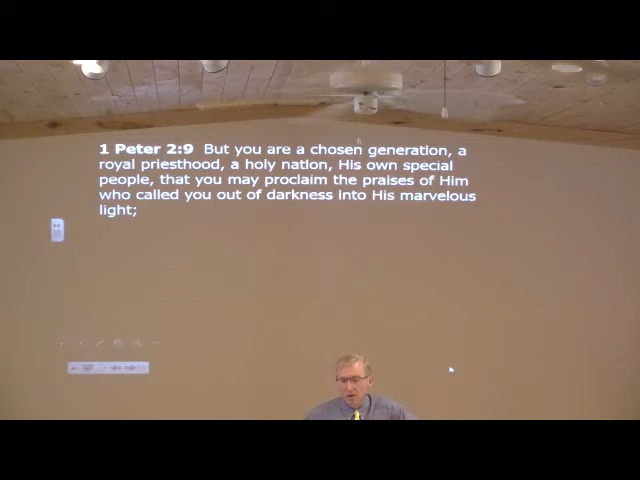 1 Peter 2:9 But you are a chosen generation, a
royal priesthood, a holy nation, His own special
people, that you may proclaim the praises of Him
who called you out of darkness into His marvelous
light;